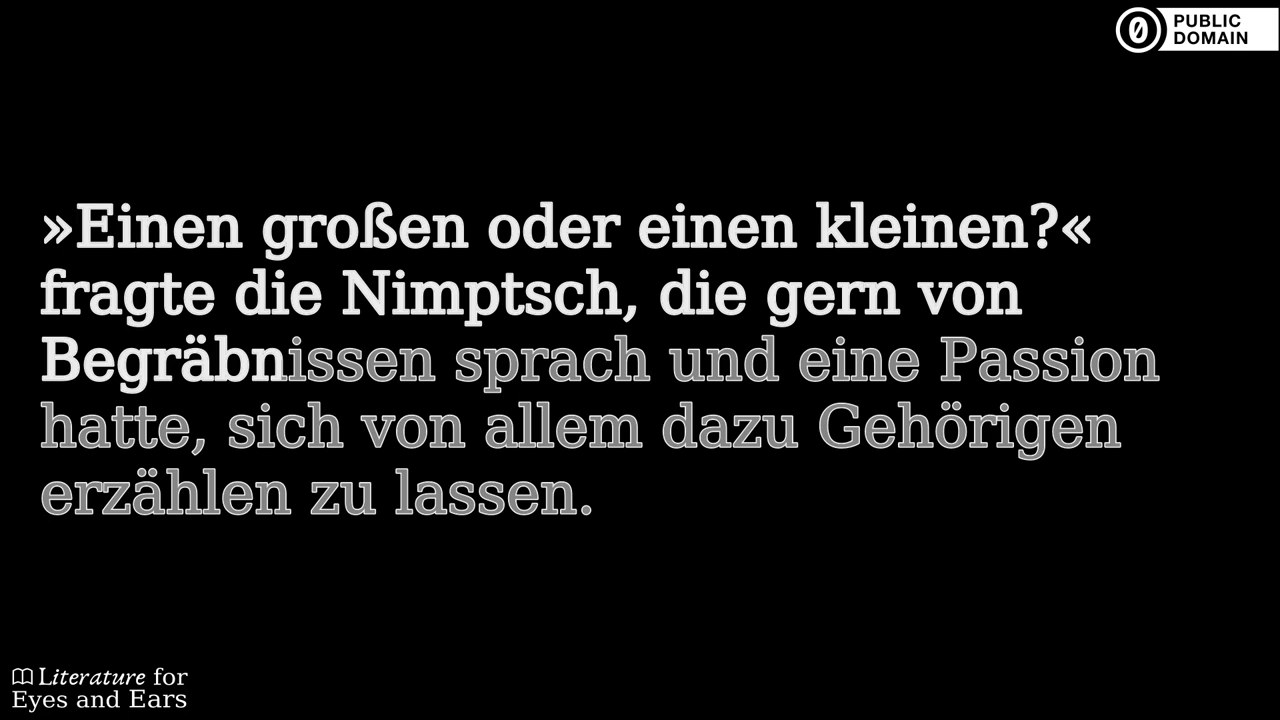 PUBLIC
DOMAIN
»Einen großen oder einen kleinen?«
fragte die Nimptsch, die gern von
Begräbnissen sprach und eine Passion
hatte, sich von allem dazu Gehörigen
erzählen zu lassen.
Literature for
Eyes and Ears